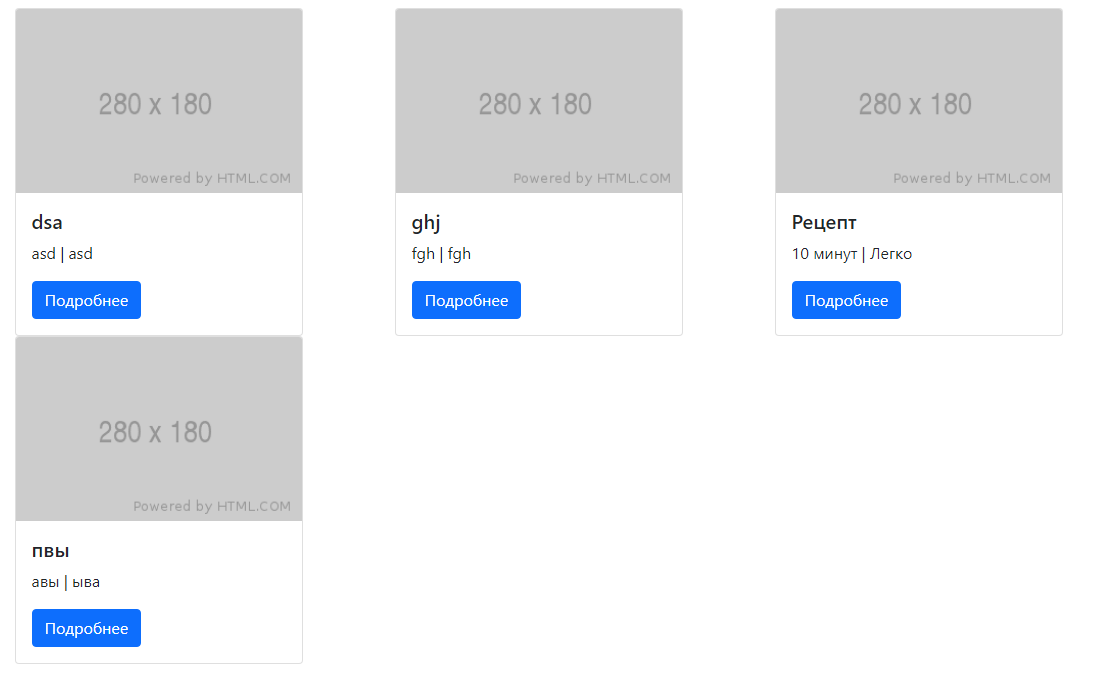 280 x 180
Powered by HTML.COM
dsa
asd | asd
Подробнее
280 x 180
Powered by HTML.COM
ghj
fgh | fgh
Подробнее
280 x 180
Powered by HTML.COM
Рецепт
10 минут | Легко
Подробнее
280 x 180
Powered by HTML.COM
пвы
авы | ыва
Подробнее